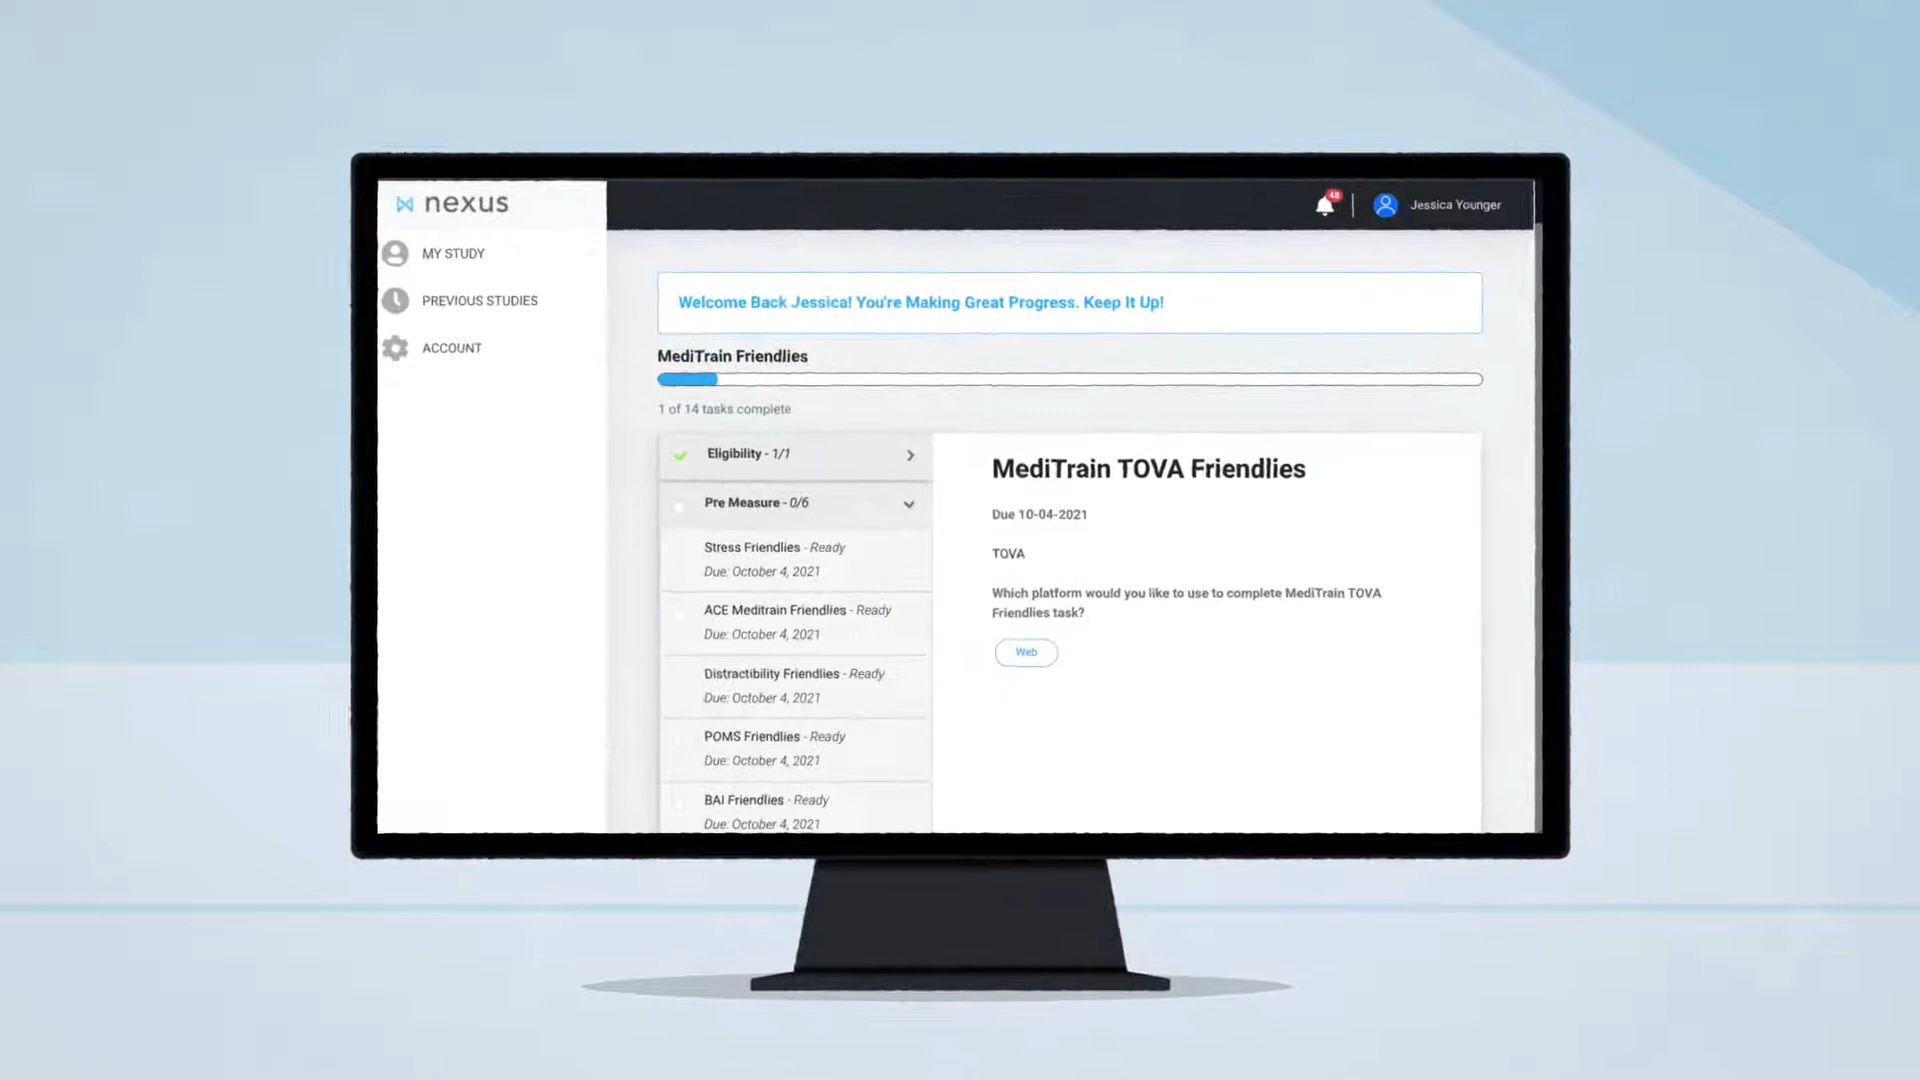 nexus
48
Jessica Younger
MY STUDY
PREVIOUS STUDIES
ACCOUNT
Welcome Back Jessica! You're Making Great Progress. Keep It Up!
MediTrain Friendlies
1 of 14 tasks complete
Eligibility - 1/1
Pre Measure - 0/6
Stress Friendlies - Ready
Due: October 4, 2021
ACE Meditrain Friendlies - Ready
Due: October 4, 2021
Distractibility Friendlies - Ready
Due: October 4, 2021
POMS Friendlies - Ready
Due: October 4, 2021
BAI Friendlies - Ready
Due: October 4, 2021
MediTrain TOVA Friendlies
Due 10-04-2021
TOVA
Which platform would you like to use to complete MediTrain TOVA
Friendlies task?
Web